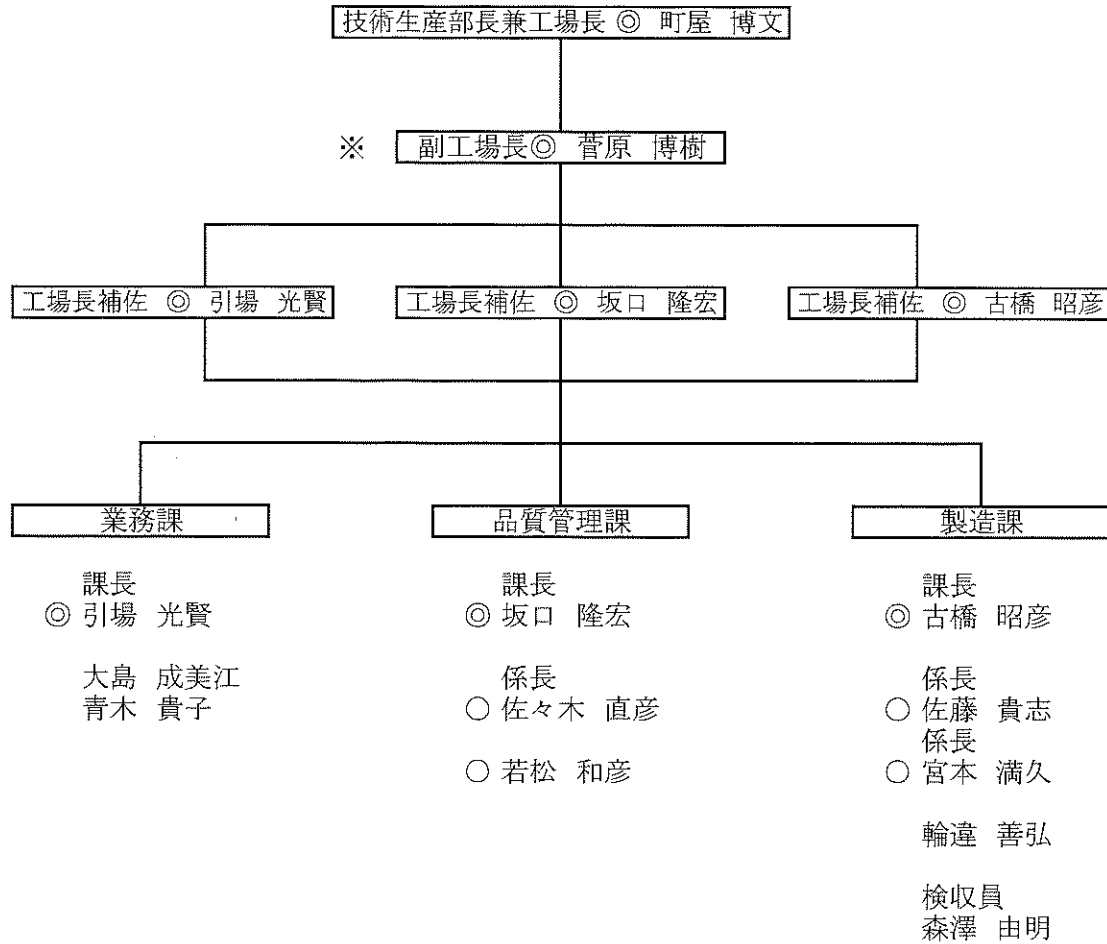 技術生産部長兼工場長 ◎ 町屋 博文
※ 副工場長◎ 菅原 博樹
工場長補佐 ◎ 引場 光賢
工場長補佐 ◎ 坂口 隆宏
工場長補佐 ◎ 古橋 昭彦
業務課
課長
◎ 引場 光賢
大島 成美江
青木 貴子
品質管理課
課長
◎ 坂口 隆宏
係長
○ 佐々木 直彦
○ 若松 和彦
製造課
課長
◎ 古橋 昭彦
係長
○ 佐藤 貴志
係長
○ 宮本 満久
輪違 善弘
検収員
森澤 由明